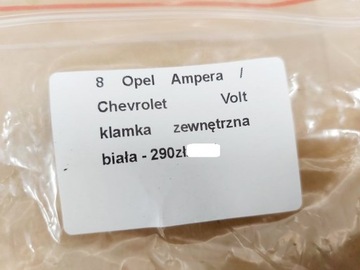 8 Opel Ampera /
Chevrolet Volt
klamka zewnętrzna
biała - 290zł